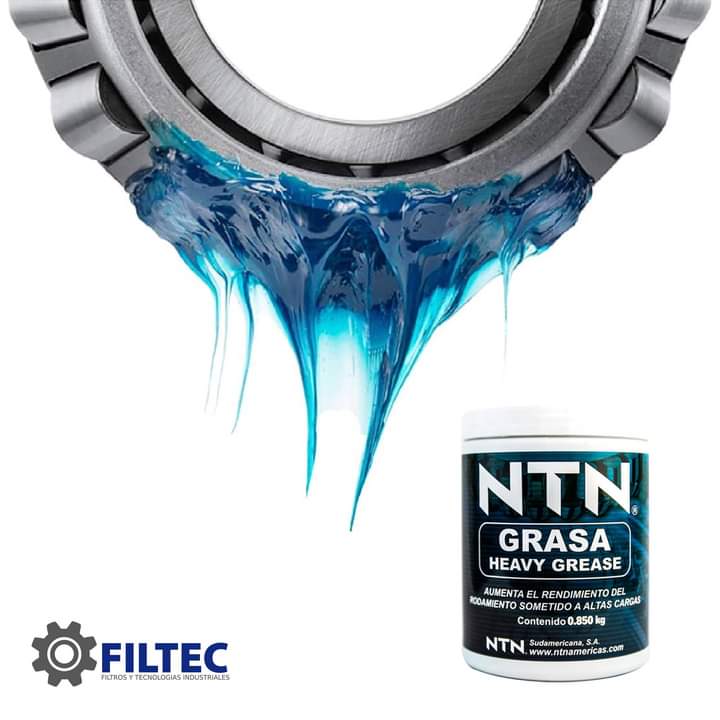 NTN®
GRASA
HEAVY GREASE
AUMENTA EL RENDIMIENTO DEL
RODAMIENTO SOMETIDO A ALTAS CARGAS
Contenido 0.850 kg
NTN. Sudamericana, S.A.
www.ntnamericas.com
FILTEC
FILTROS Y TECNOLOGIAS INDUSTRIALES